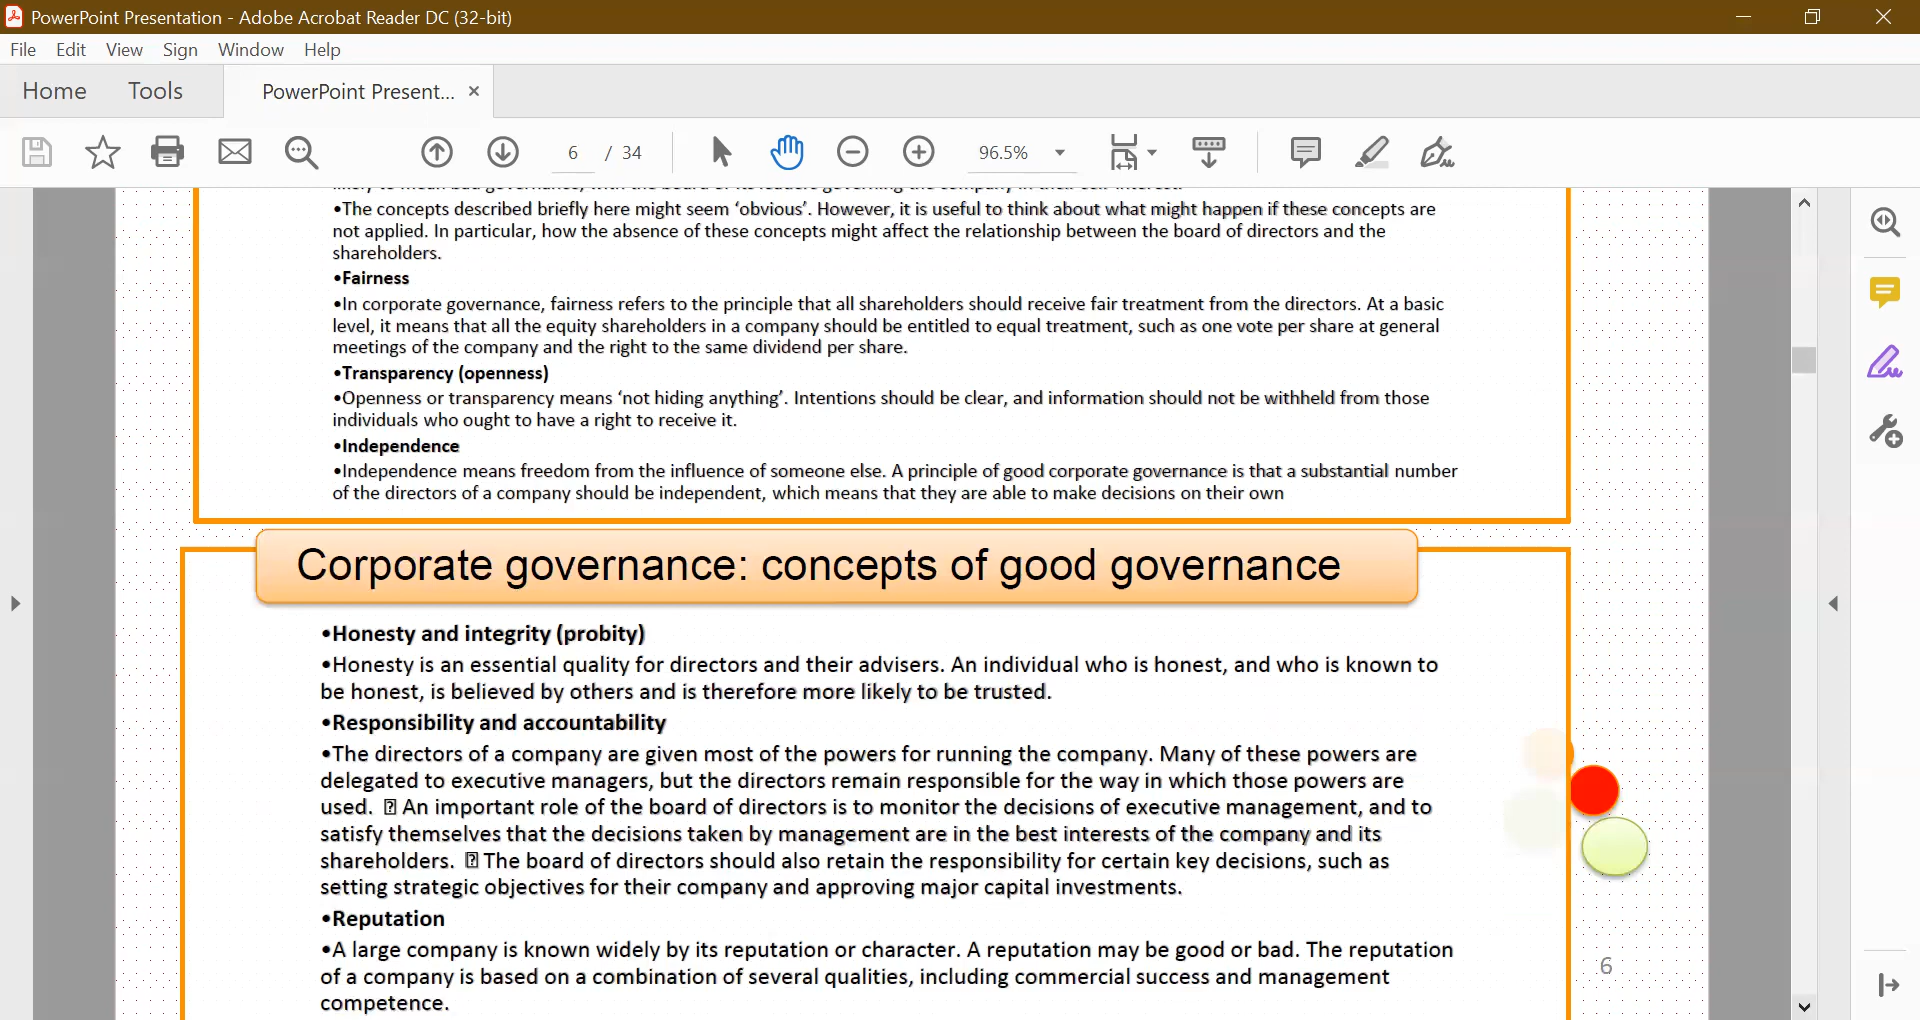 PowerPoint Presentation - Adobe Acrobat Reader DC (32-bit)
File Edit View Sign Window Help
Home Tools PowerPoint Present... ×
6 / 34 96.5%
•The concepts described briefly here might seem ‘obvious’. However, it is useful to think about what might happen if these concepts are
not applied. In particular, how the absence of these concepts might affect the relationship between the board of directors and the
shareholders.
•Fairness
•In corporate governance, fairness refers to the principle that all shareholders should receive fair treatment from the directors. At a basic
level, it means that all the equity shareholders in a company should be entitled to equal treatment, such as one vote per share at general
meetings of the company and the right to the same dividend per share.
•Transparency (openness)
•Openness or transparency means ‘not hiding anything’. Intentions should be clear, and information should not be withheld from those
individuals who ought to have a right to receive it.
•Independence
•Independence means freedom from the influence of someone else. A principle of good corporate governance is that a substantial number
of the directors of a company should be independent, which means that they are able to make decisions on their own
Corporate governance: concepts of good governance
•Honesty and integrity (probity)
•Honesty is an essential quality for directors and their advisers. An individual who is honest, and who is known to
be honest, is believed by others and is therefore more likely to be trusted.
•Responsibility and accountability
•The directors of a company are given most of the powers for running the company. Many of these powers are
delegated to executive managers, but the directors remain responsible for the way in which those powers are
used. ⍰ An important role of the board of directors is to monitor the decisions of executive management, and to
satisfy themselves that the decisions taken by management are in the best interests of the company and its
shareholders. ⍰ The board of directors should also retain the responsibility for certain key decisions, such as
setting strategic objectives for their company and approving major capital investments.
•Reputation
•A large company is known widely by its reputation or character. A reputation may be good or bad. The reputation
of a company is based on a combination of several qualities, including commercial success and management
competence.
6